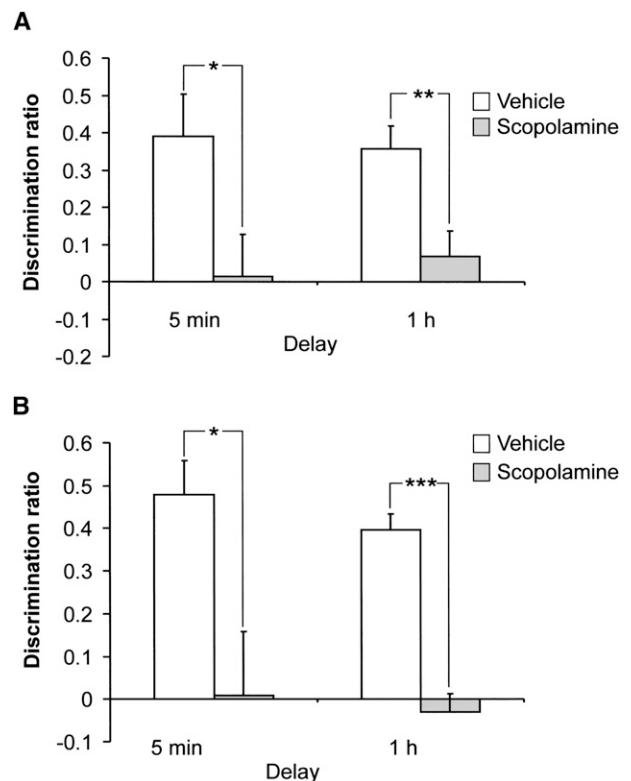 A
0.6
0.5
0.4
0.3
0.2
0.1
0
-0.1
-0.2
Discrimination ratio
*
**
Vehicle
Scopolamine
5 min
1 h
Delay
B
0.6
0.5
0.4
0.3
0.2
0.1
0
-0.1
Discrimination ratio
*
***
Vehicle
Scopolamine
5 min
1 h
Delay